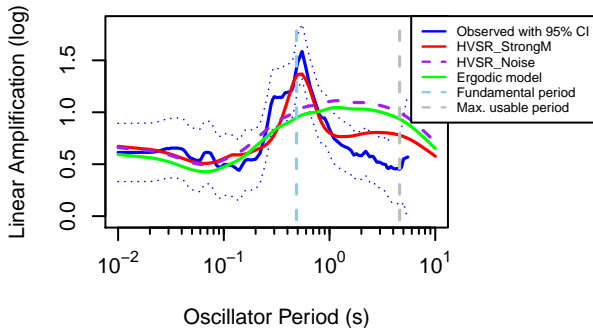 Linear Amplification (log)
0.0
0.5
1.0
1.5
Observed with 95% CI
HVSR_StrongM
HVSR_Noise
Ergodic model
Fundamental period
Max. usable period
10^-2
10^-1
10^0
10^1
Oscillator Period (s)